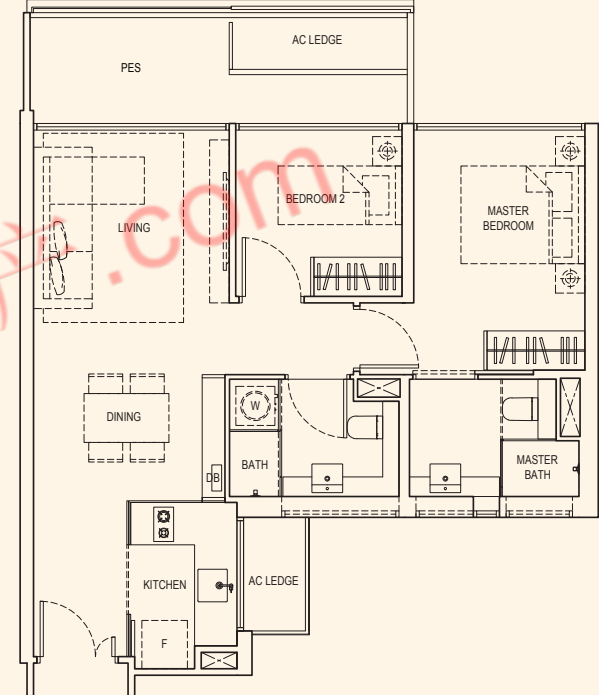 AC LEDGE
PES
LIVING
BEDROOM 2
MASTER
BEDROOM
.com
DINING
W
BATH
DB
MASTER
BATH
KITCHEN
AC LEDGE
F